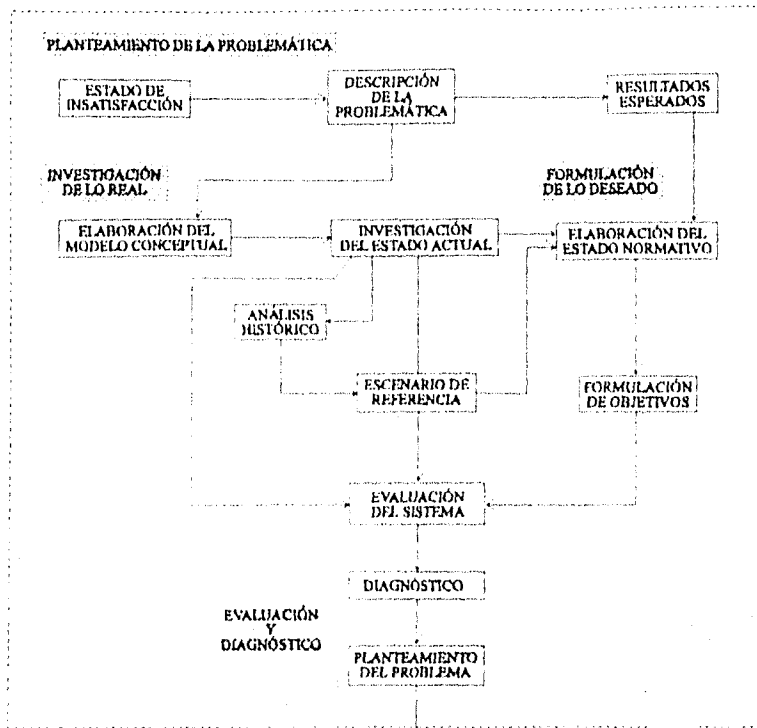 PLANTEAMIENTO DE LA PROBLEMÁTICA
ESTADO DE
INSATISFACCIÓN
DESCRIPCIÓN
DE LA
PROBLEMÁTICA
RESULTADOS
ESPERADOS
INVESTIGACIÓN
DE LO REAL
FORMULACIÓN
DE LO DESEADO
ELABORACIÓN DEL
MODELO CONCEPTUAL
INVESTIGACIÓN
DEL ESTADO ACTUAL
ELABORACIÓN DEL
ESTADO NORMATIVO
ANÁLISIS
HISTÓRICO
ESCENARIO DE
REFERENCIA
FORMULACIÓN
DE OBJETIVOS
EVALUACIÓN
DEL SISTEMA
DIAGNÓSTICO
EVALUACIÓN
Y
DIAGNÓSTICO
PLANTEAMIENTO
DEL PROBLEMA